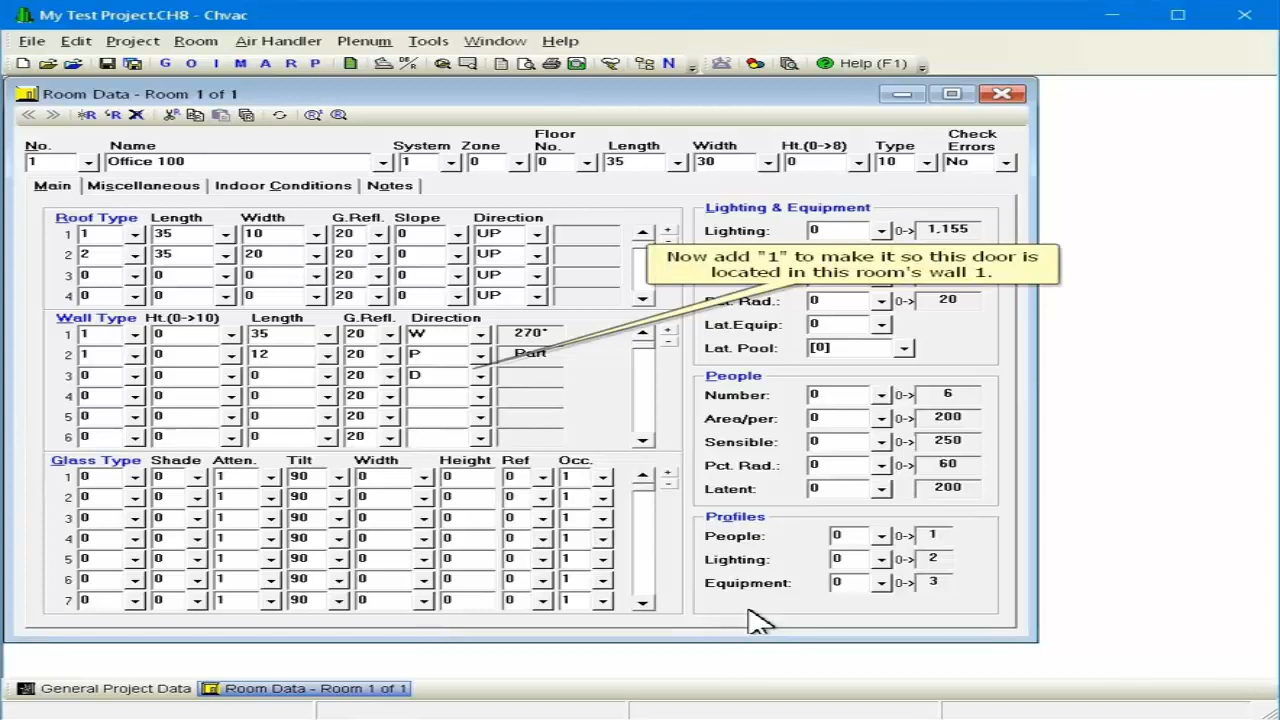 My Test Project.CH8 - Chvac
File Edit Project Room Air Handler Plenum Tools Window Help
G O I M A R P N Help (F1)
Room Data - Room 1 of 1
No. Name System Zone Floor No. Length Width Ht.(0->8) Type Check Errors
1 Office 100 1 0 0 35 30 0 10 No
Main Miscellaneous Indoor Conditions Notes
Roof Type Length Width G.Refl. Slope Direction
1 1 35 10 20 0 UP
2 2 35 20 20 0 UP
3 0 0 0 20 0 UP
4 0 0 0 20 0 UP
Wall Type Ht.(0->10) Length G.Refl. Direction
1 1 0 35 20 W 270°
2 1 0 12 20 P Part
3 0 0 0 20 D
4 0 0 0 20
5 0 0 0 20
6 0 0 0 20
Glass Type Shade Atten. Tilt Width Height Ref Occ.
1 0 0 1 90 0 0 0 1
2 0 0 1 90 0 0 0 1
3 0 0 1 90 0 0 0 1
4 0 0 1 90 0 0 0 1
5 0 0 1 90 0 0 0 1
6 0 0 1 90 0 0 0 1
7 0 0 1 90 0 0 0 1
Lighting & Equipment
Lighting: 0 0-> 1,155
Now add "1" to make it so this door is
located in this room's wall 1.
Rad.: 0 0-> 20
Lat.Equip: 0
Lat. Pool: [0]
People
Number: 0 0-> 6
Area/per: 0 0-> 200
Sensible: 0 0-> 250
Pct. Rad.: 0 0-> 60
Latent: 0 0-> 200
Profiles
People: 0 0-> 1
Lighting: 0 0-> 2
Equipment: 0 0-> 3
General Project Data Room Data - Room 1 of 1